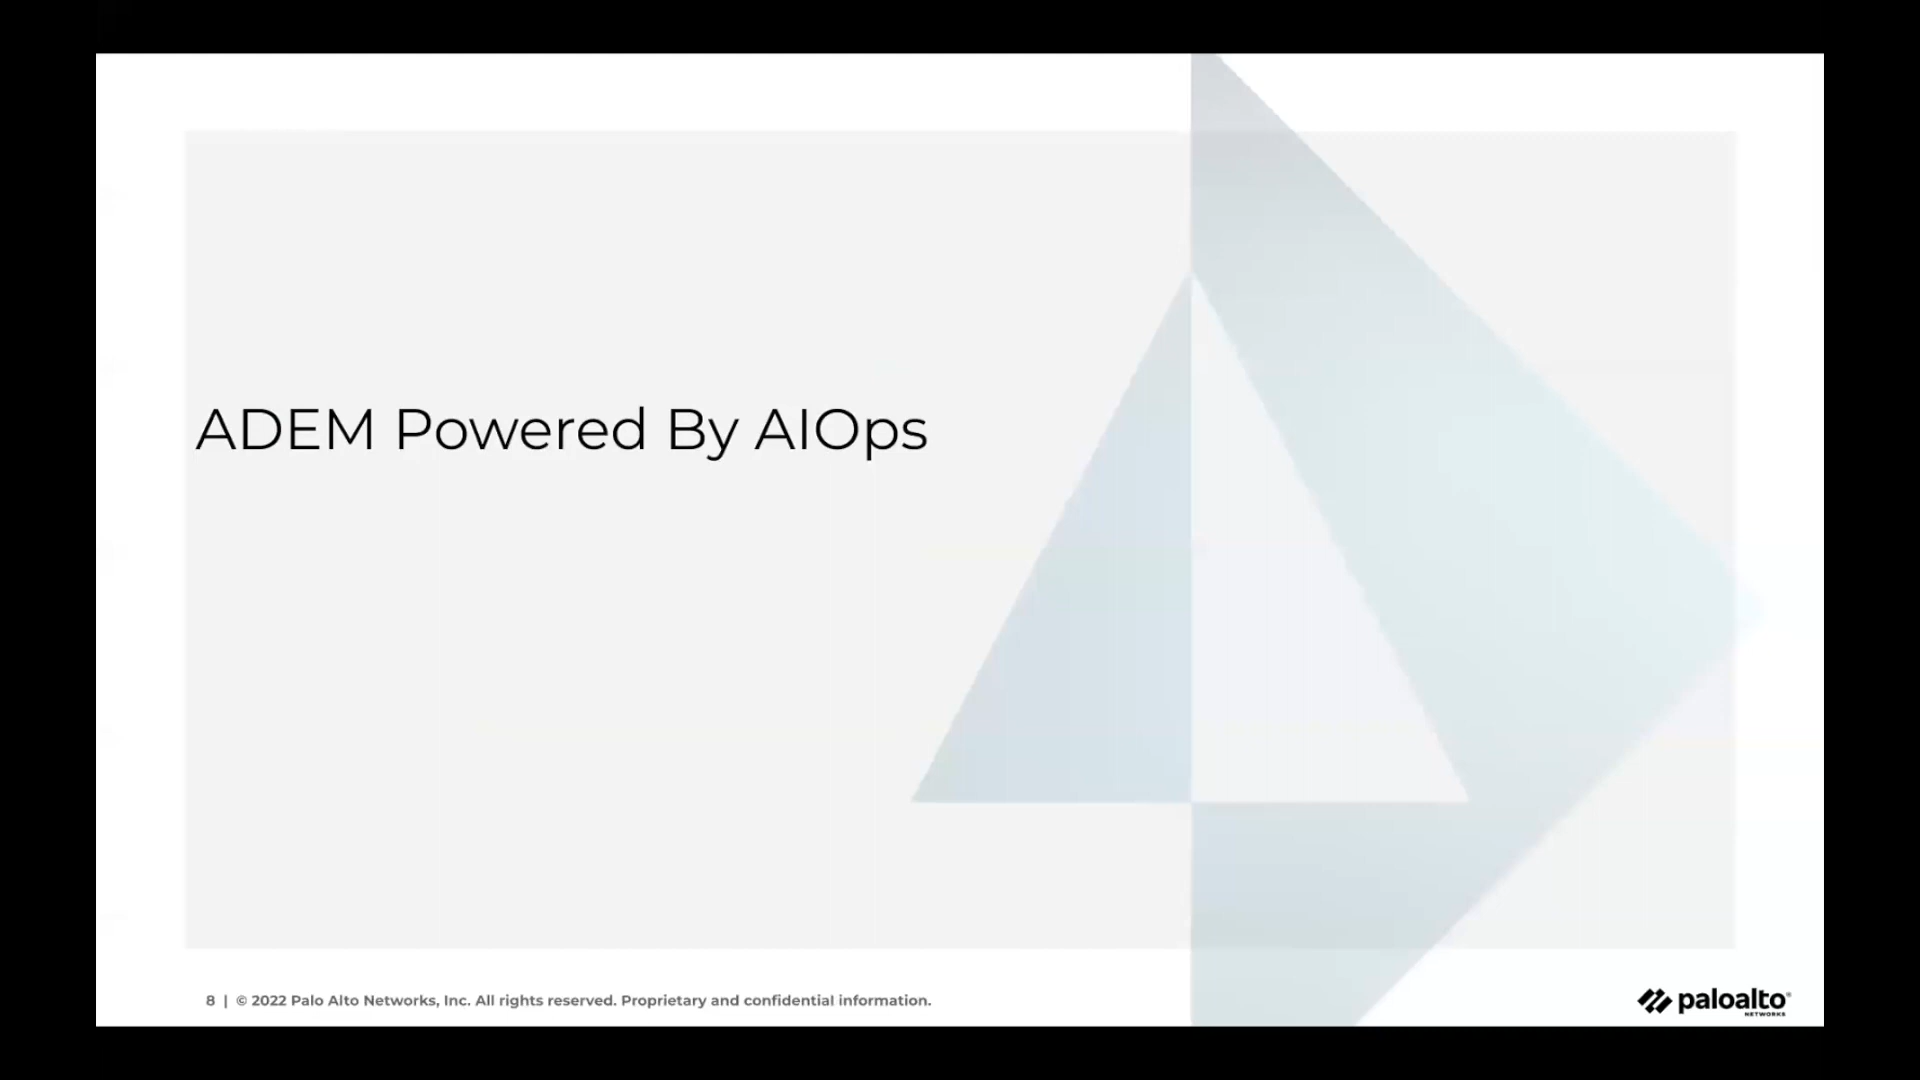 ADEM Powered By AIOps
8 | © 2022 Palo Alto Networks, Inc. All rights reserved. Proprietary and confidential information.
paloalto®
NETWORKS